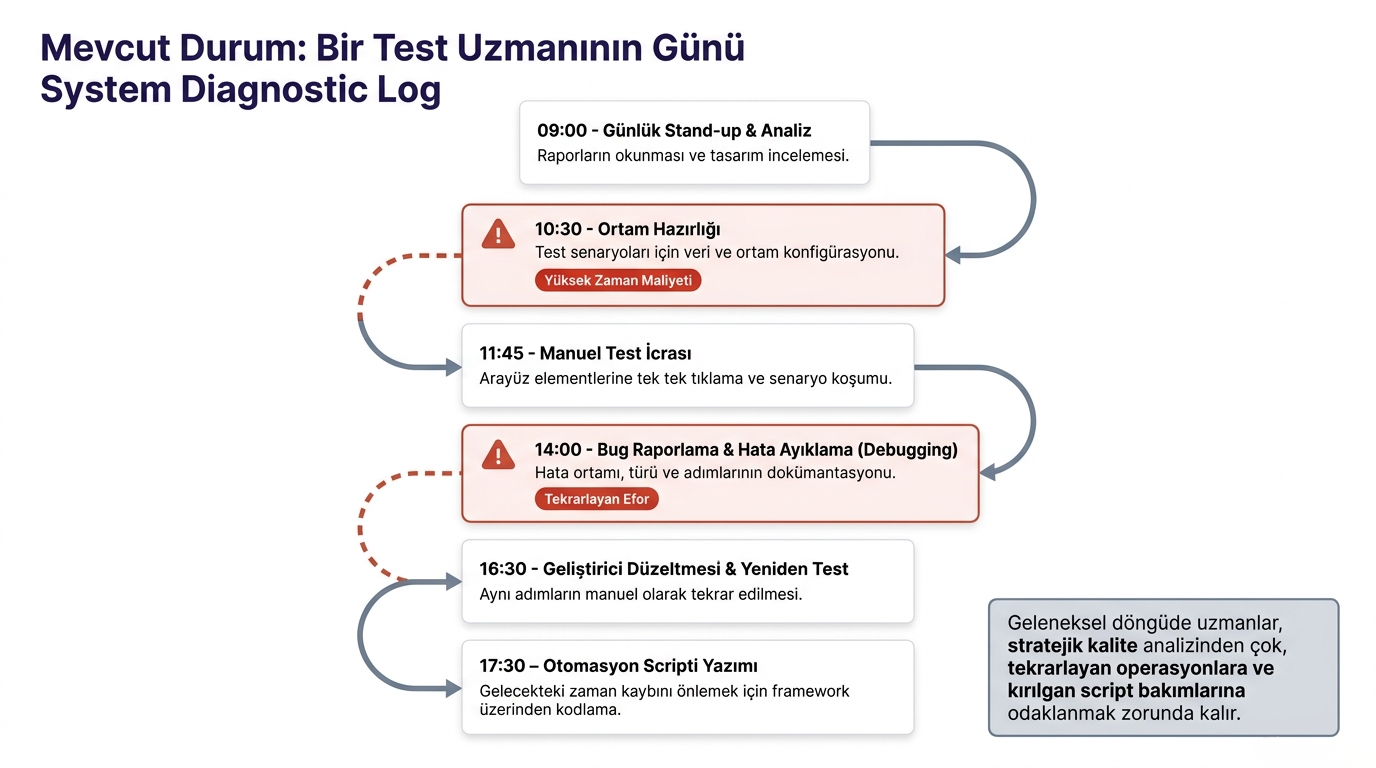 Mevcut Durum: Bir Test Uzmanının Günü
System Diagnostic Log
09:00 - Günlük Stand-up & Analiz
Raporların okunması ve tasarım incelemesi.
10:30 - Ortam Hazırlığı
Test senaryoları için veri ve ortam konfigürasyonu.
Yüksek Zaman Maliyeti
11:45 - Manuel Test İcrası
Arayüz elementlerine tek tek tıklama ve senaryo koşumu.
14:00 - Bug Raporlama & Hata Ayıklama (Debugging)
Hata ortamı, türü ve adımlarının dokümantasyonu.
Tekrarlayan Efor
16:30 - Geliştirici Düzeltmesi & Yeniden Test
Aynı adımların manuel olarak tekrar edilmesi.
17:30 – Otomasyon Scripti Yazımı
Gelecekteki zaman kaybını önlemek için framework
üzerinden kodlama.
Geleneksel döngüde uzmanlar,
stratejik kalite analizinden çok,
tekrarlayan operasyonlara ve
kırılgan script bakımlarına
odaklanmak zorunda kalır.